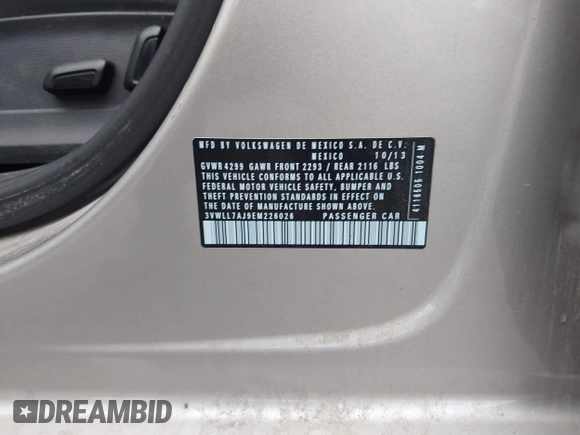 MFD BY VOLKSWAGEN DE MEXICO S.A. DE C.V.
MEXICO 10/13
GVWR 4299 GAWR FRONT 2293 / REAR 2116 LBS
THIS VEHICLE CONFORMS TO ALL APPLICABLE U.S.
FEDERAL MOTOR VEHICLE SAFETY, BUMPER AND
THEFT PREVENTION STANDARDS IN EFFECT ON THE
DATE OF MANUFACTURE SHOWN ABOVE.
3VWLL7AJ9EM226026 PASSENGER CAR
4116605 1004 M
DREAMBID